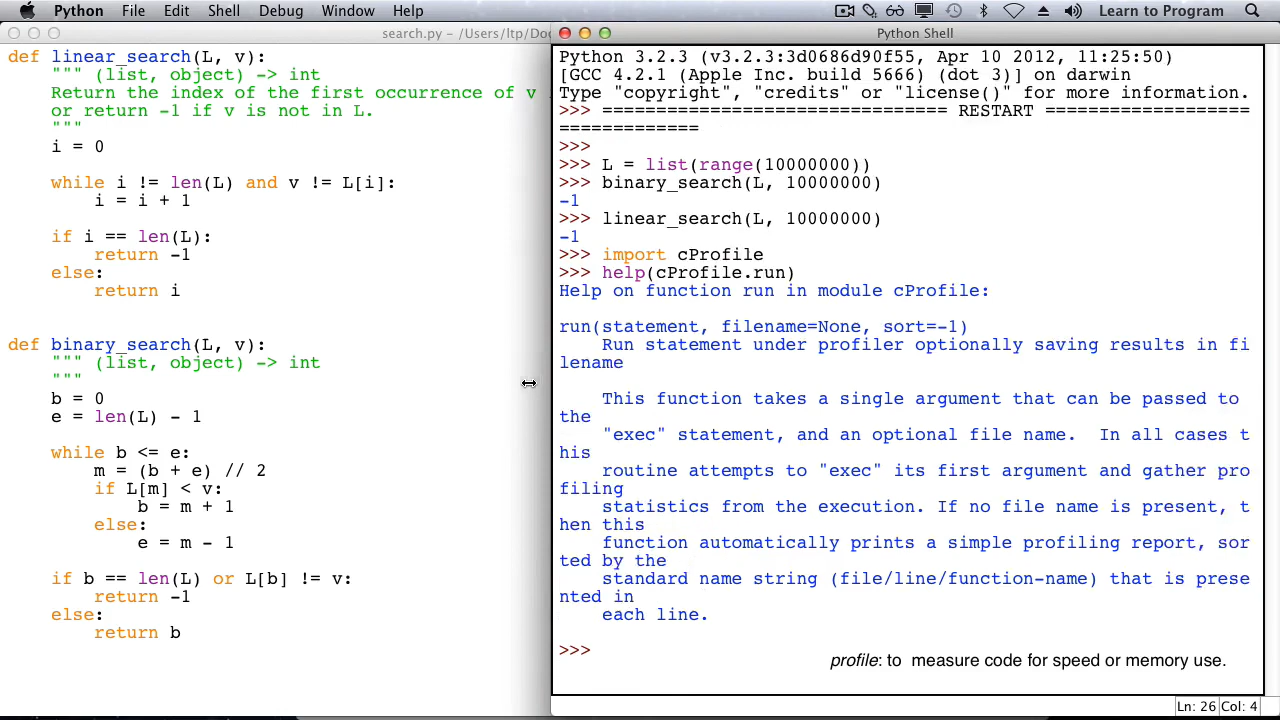 Python File Edit Shell Debug Window Help Learn to Program
search.py - /Users/ltp/Doc
def linear_search(L, v):
    """ (list, object) -> int
    Return the index of the first occurrence of v
    or return -1 if v is not in L.
    """
    i = 0
    while i != len(L) and v != L[i]:
        i = i + 1
    if i == len(L):
        return -1
    else:
        return i
def binary_search(L, v):
    """ (list, object) -> int
    """
    b = 0
    e = len(L) - 1
    while b <= e:
        m = (b + e) // 2
        if L[m] < v:
            b = m + 1
        else:
            e = m - 1
    if b == len(L) or L[b] != v:
        return -1
    else:
        return b
Python Shell
Python 3.2.3 (v3.2.3:3d0686d90f55, Apr 10 2012, 11:25:50)
[GCC 4.2.1 (Apple Inc. build 5666) (dot 3)] on darwin
Type "copyright", "credits" or "license()" for more information.
>>> ================================ RESTART ===================
=============
>>>
>>> L = list(range(10000000))
>>> binary_search(L, 10000000)
-1
>>> linear_search(L, 10000000)
-1
>>> import cProfile
>>> help(cProfile.run)
Help on function run in module cProfile:
run(statement, filename=None, sort=-1)
    Run statement under profiler optionally saving results in fi
lename
    This function takes a single argument that can be passed to
the
    "exec" statement, and an optional file name.  In all cases t
his
    routine attempts to "exec" its first argument and gather pro
filing
    statistics from the execution. If no file name is present, t
hen this
    function automatically prints a simple profiling report, sor
ted by the
    standard name string (file/line/function-name) that is prese
nted in
    each line.
>>>
profile: to measure code for speed or memory use.
Ln: 26 Col: 4